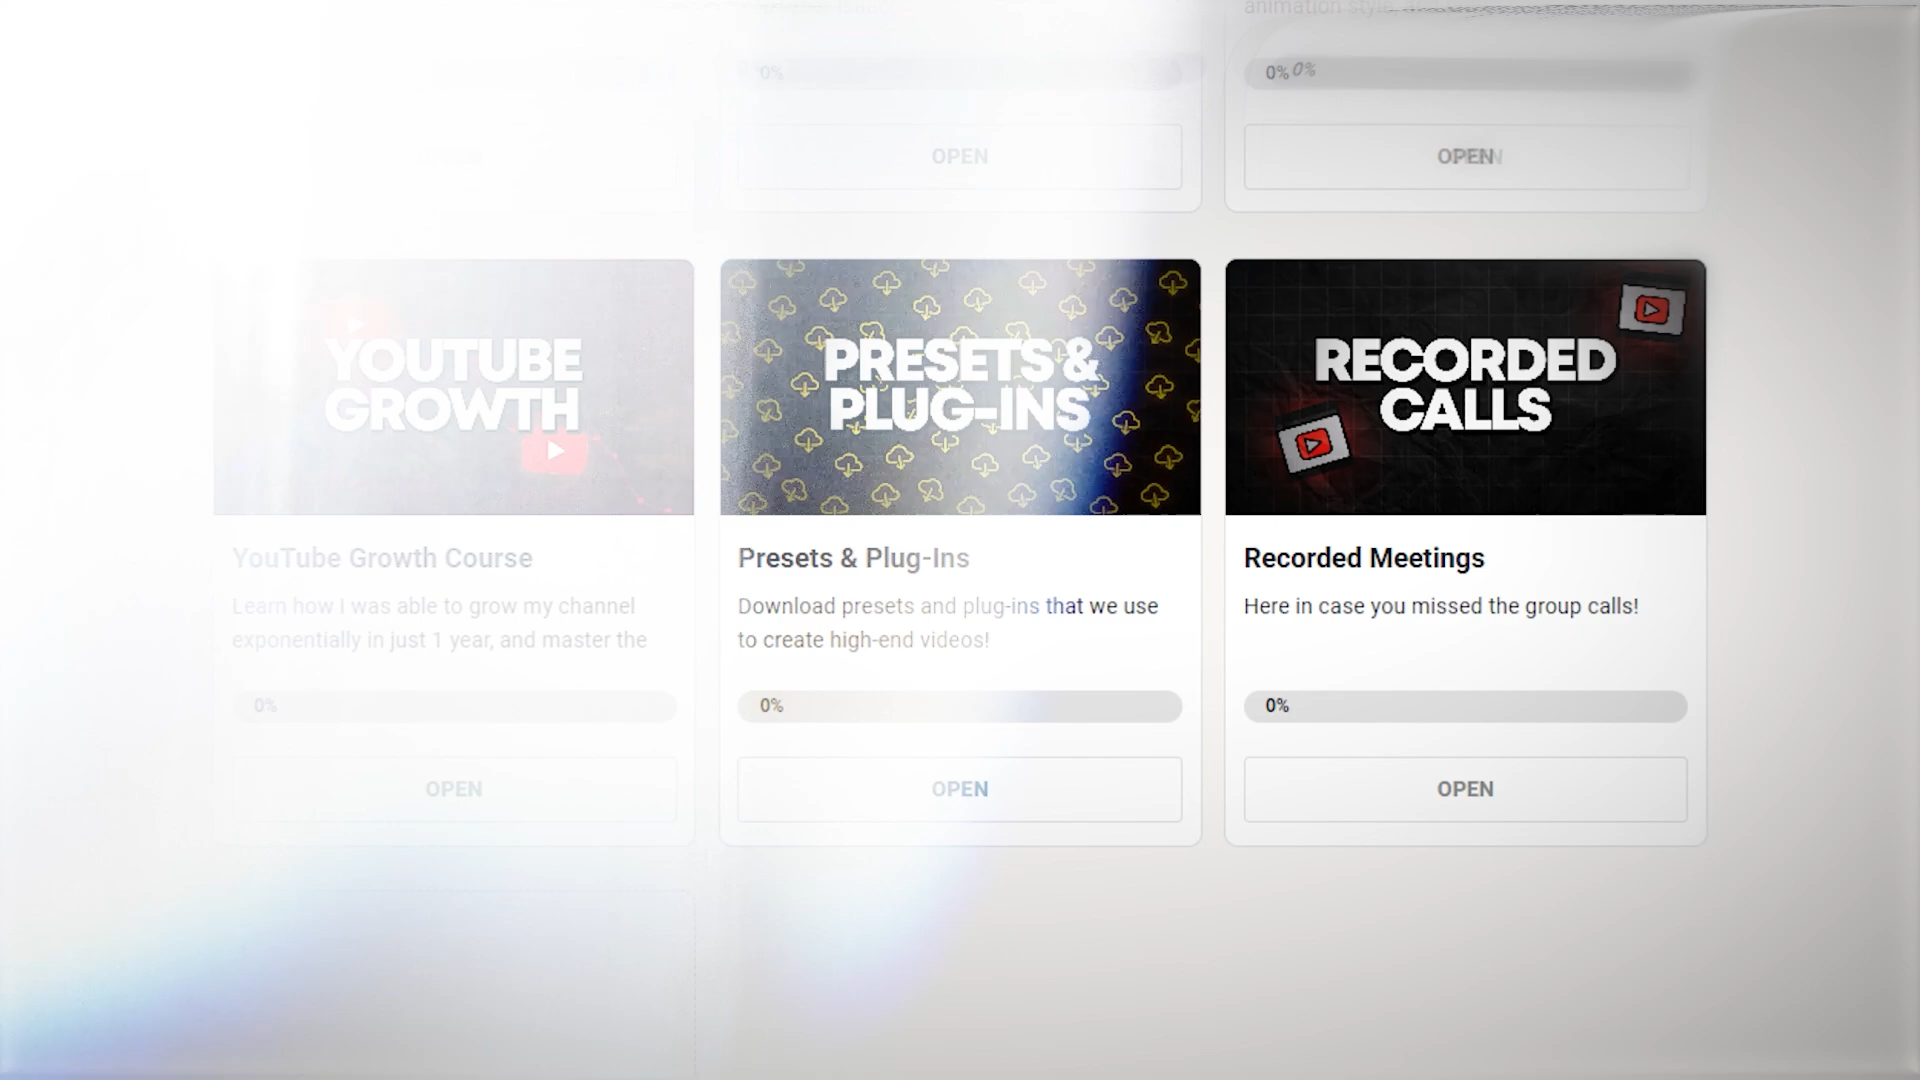 animation style, a
0%
0% 0%
OPEN
OPEN
YOUTUBE
GROWTH
PRESETS &
PLUG-INS
RECORDED
CALLS
YouTube Growth Course
Learn how I was able to grow my channel
exponentially in just 1 year, and master the
0%
OPEN
Presets & Plug-Ins
Download presets and plug-ins that we use
to create high-end videos!
0%
OPEN
Recorded Meetings
Here in case you missed the group calls!
0%
OPEN